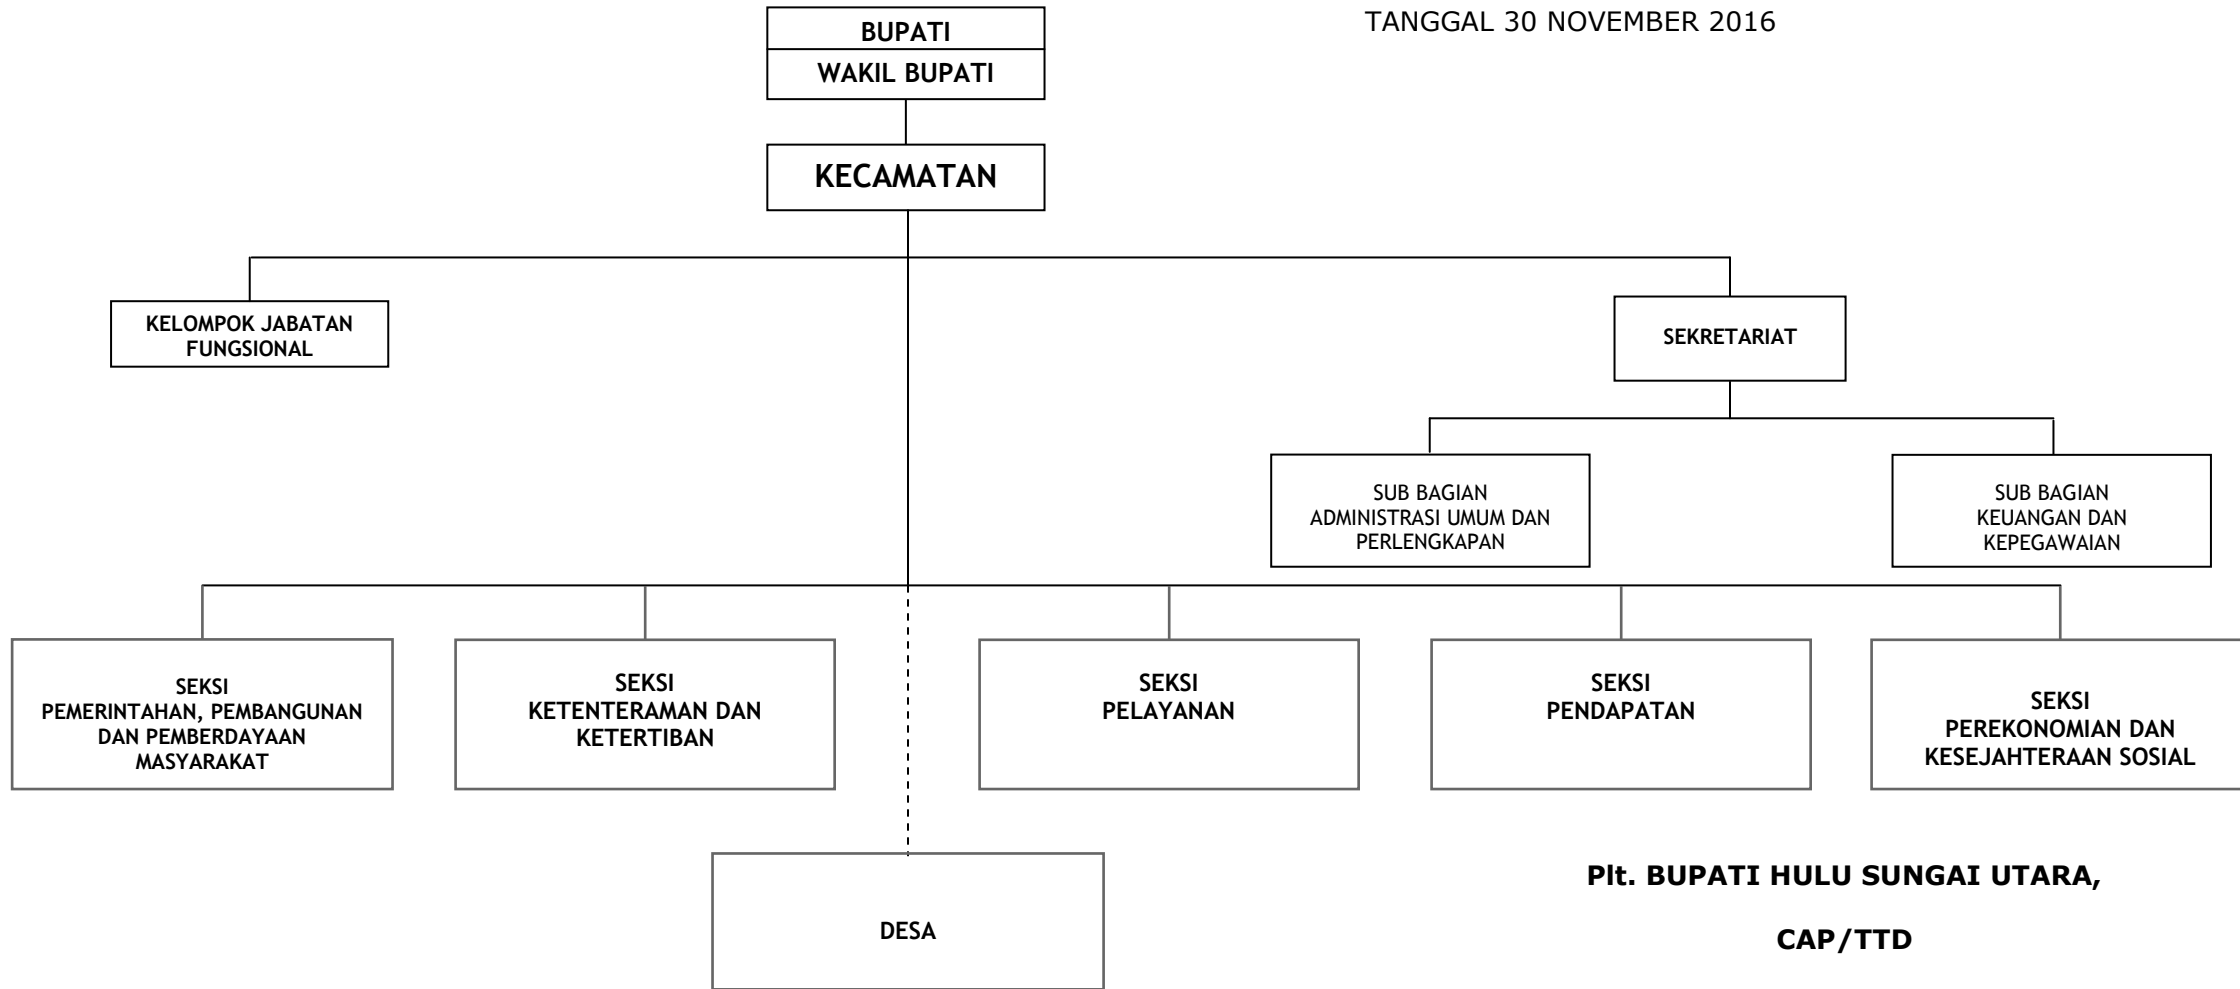 TANGGAL 30 NOVEMBER 2016
BUPATI
WAKIL BUPATI
KECAMATAN
KELOMPOK JABATAN
FUNGSIONAL
SEKRETARIAT
SUB BAGIAN
ADMINISTRASI UMUM DAN
PERLENGKAPAN
SUB BAGIAN
KEUANGAN DAN
KEPEGAWAIAN
SEKSI
PEMERINTAHAN, PEMBANGUNAN
DAN PEMBERDAYAAN
MASYARAKAT
SEKSI
KETENTERAMAN DAN
KETERTIBAN
SEKSI
PELAYANAN
SEKSI
PENDAPATAN
SEKSI
PEREKONOMIAN DAN
KESEJAHTERAAN SOSIAL
DESA
Plt. BUPATI HULU SUNGAI UTARA,
CAP/TTD